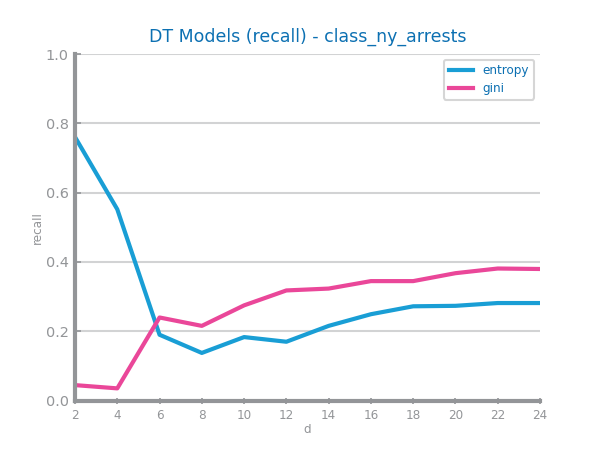 DT Models (recall) - class_ny_arrests
1.0
0.8
0.6
0.4
0.2
0.0
recall
entropy
gini
2 4 6 8 10 12 14 16 18 20 22 24
d